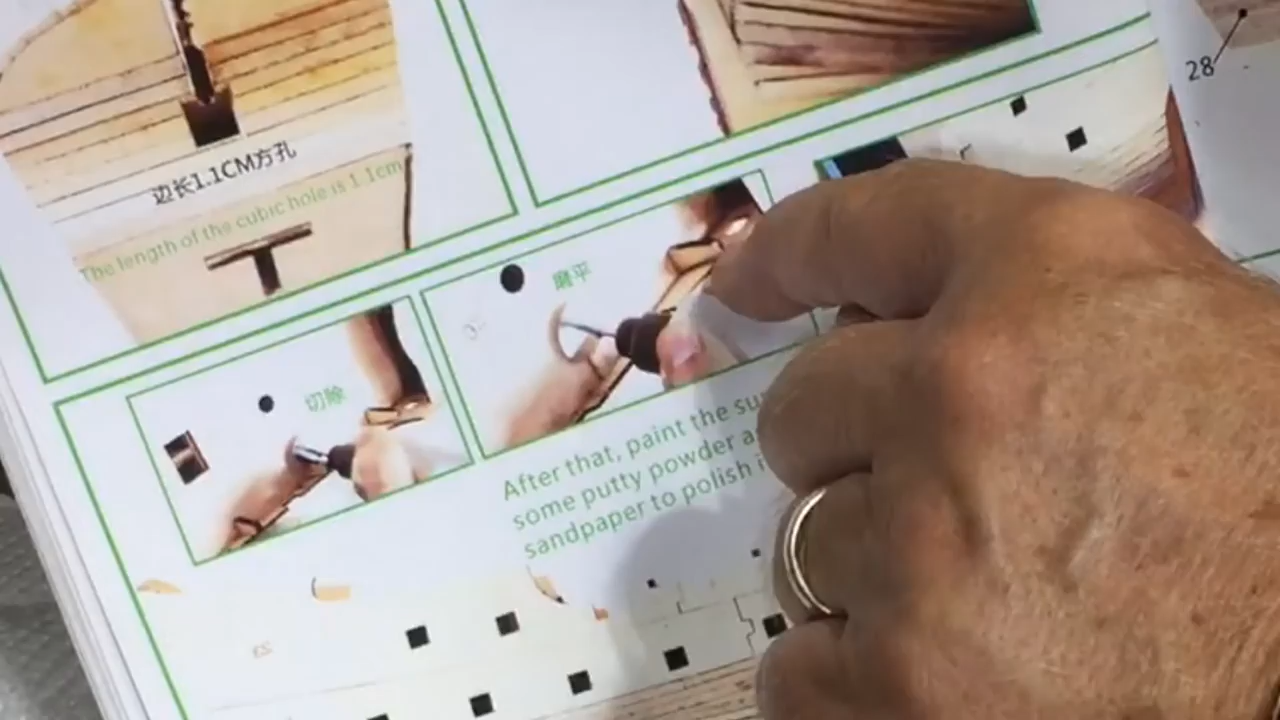 边长1.1CM方孔
The length of the cubic hole is 1.1cm
28
磨平
切除
After that, paint the
some putty powder
sandpaper to polish